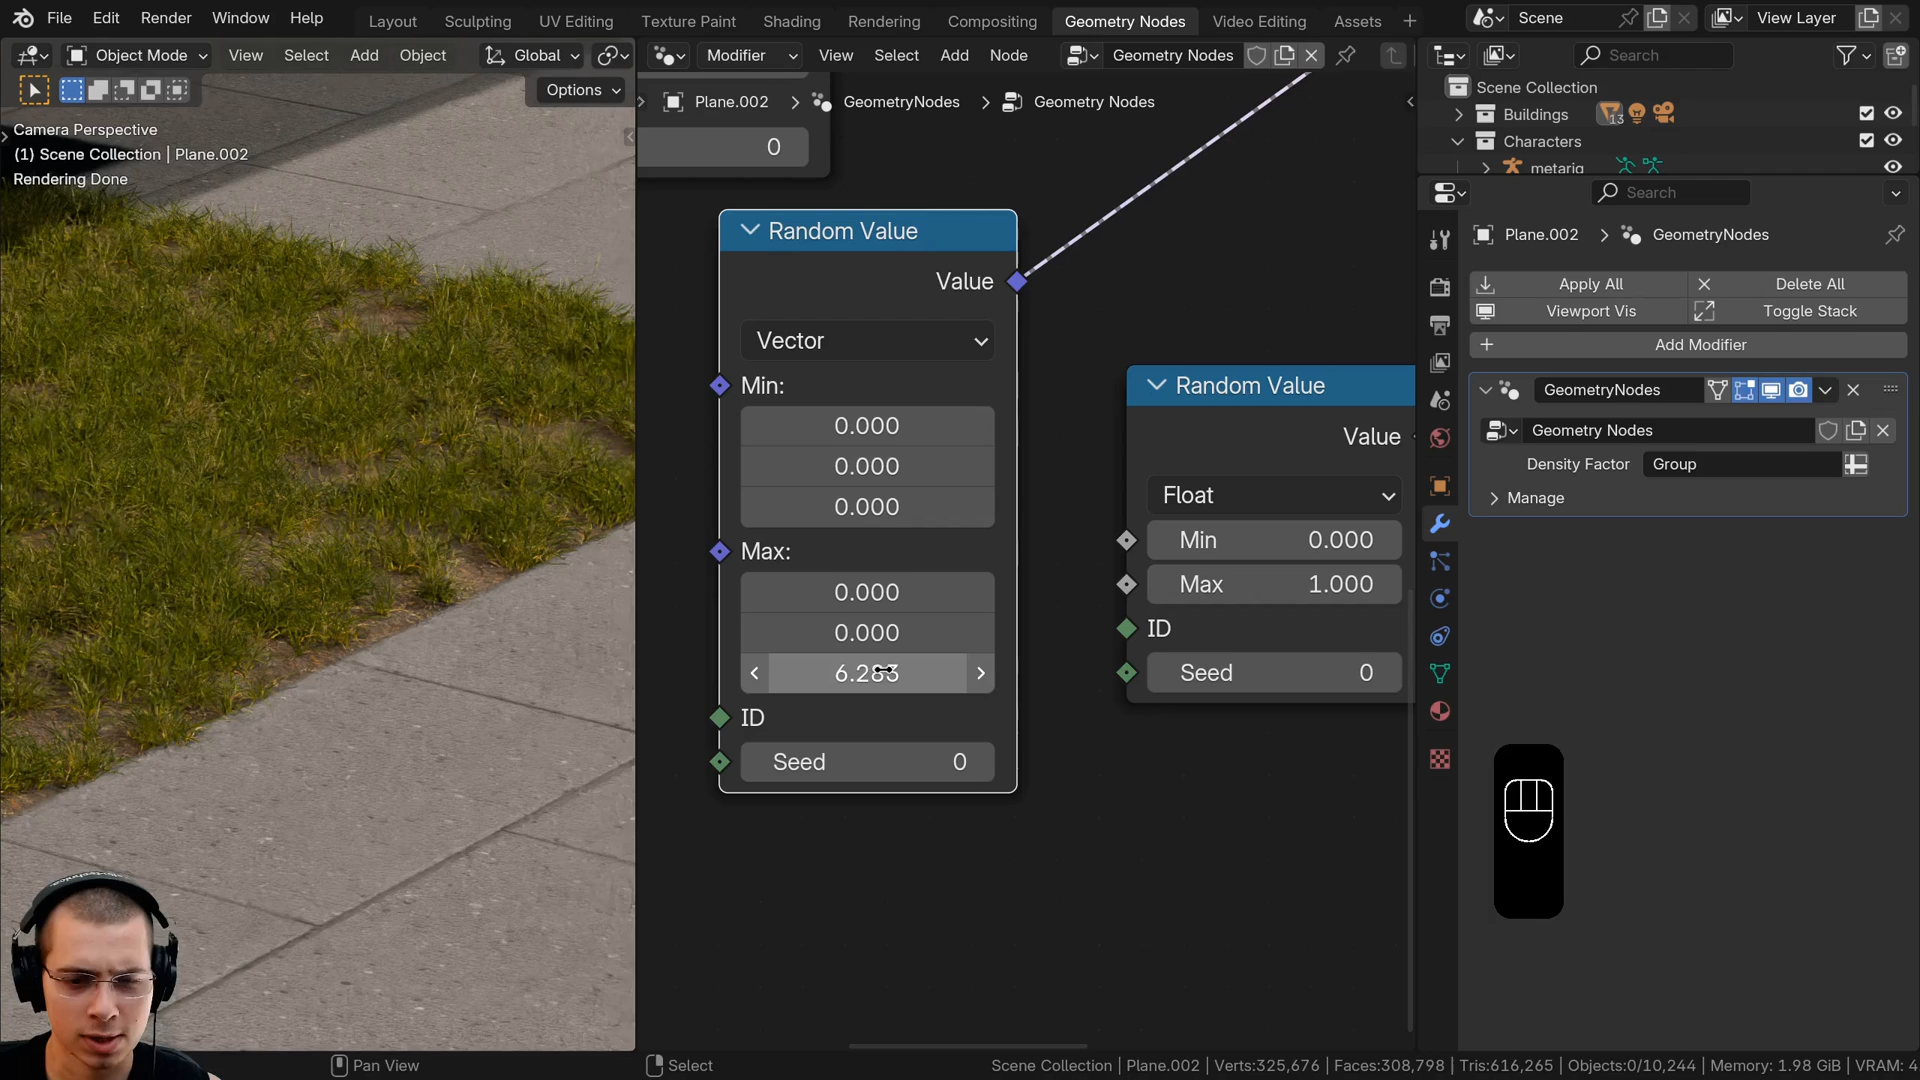 File Edit Render Window Help Layout Sculpting UV Editing Texture Paint Shading Rendering Compositing Geometry Nodes Video Editing Assets Scene View Layer
Object Mode View Select Add Object Global Modifier View Select Add Node Geometry Nodes Search
Options Plane.002 GeometryNodes Geometry Nodes Scene Collection
Buildings 13
Camera Perspective
(1) Scene Collection | Plane.002
Rendering Done
0
Characters
metarig
Search
Plane.002 GeometryNodes
Apply All Delete All
Viewport Vis Toggle Stack
Add Modifier
GeometryNodes
Geometry Nodes
Density Factor Group
Manage
Random Value
Value
Vector
Min:
0.000
0.000
0.000
Max:
0.000
0.000
6.283
ID
Seed 0
Random Value
Value
Float
Min 0.000
Max 1.000
ID
Seed 0
Pan View Select Scene Collection | Plane.002 | Verts:325,676 | Faces:308,798 | Tris:616,265 | Objects:0/10,244 | Memory: 1.98 GiB | VRAM: 4